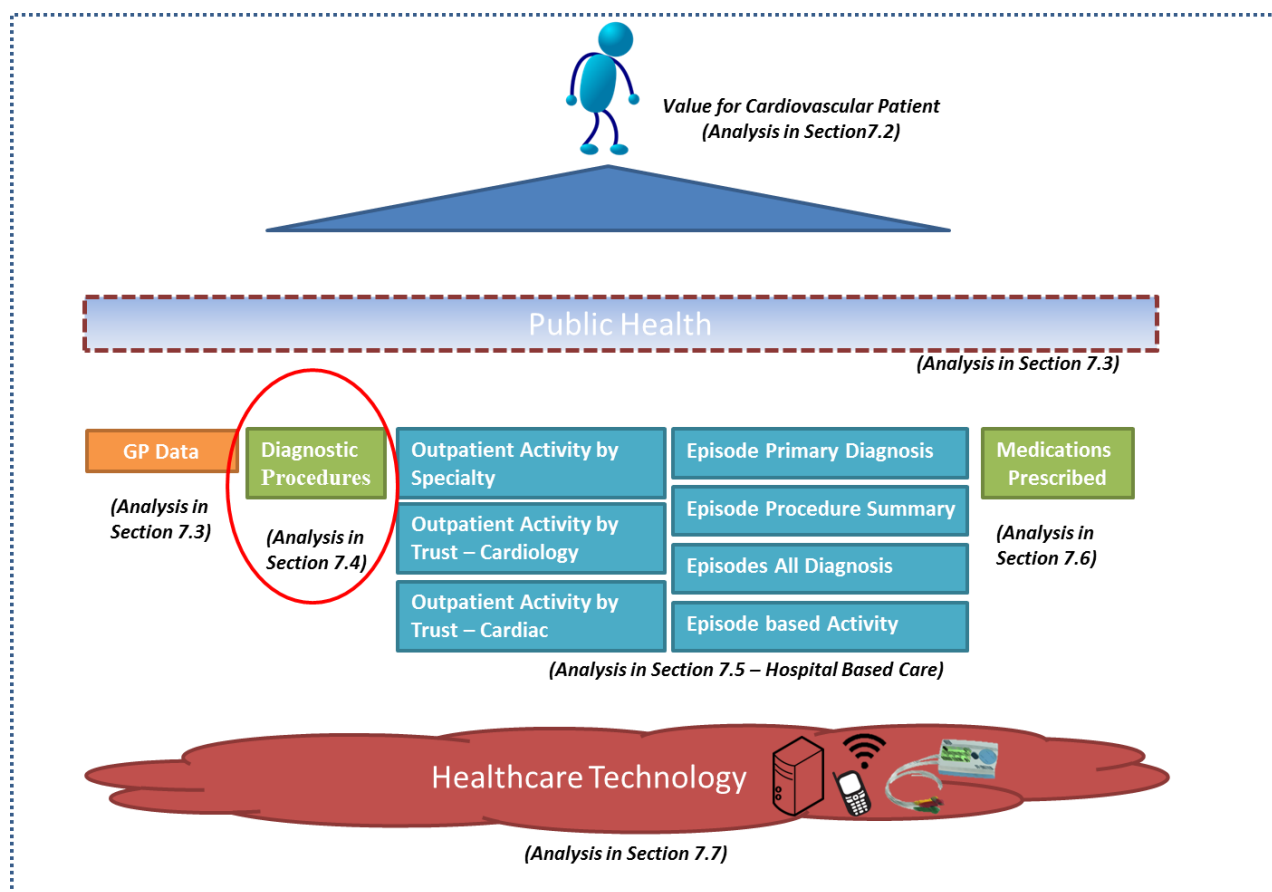 Value for Cardiovascular Patient
(Analysis in Section7.2)
Public Health
(Analysis in Section 7.3)
GP Data
(Analysis in
Section 7.3)
Diagnostic
Procedures
(Analysis in
Section 7.4)
Outpatient Activity by
Specialty
Outpatient Activity by
Trust – Cardiology
Outpatient Activity by
Trust – Cardiac
Episode Primary Diagnosis
Episode Procedure Summary
Episodes All Diagnosis
Episode based Activity
(Analysis in Section 7.5 – Hospital Based Care)
Medications
Prescribed
(Analysis in
Section 7.6)
Healthcare Technology
(Analysis in Section 7.7)